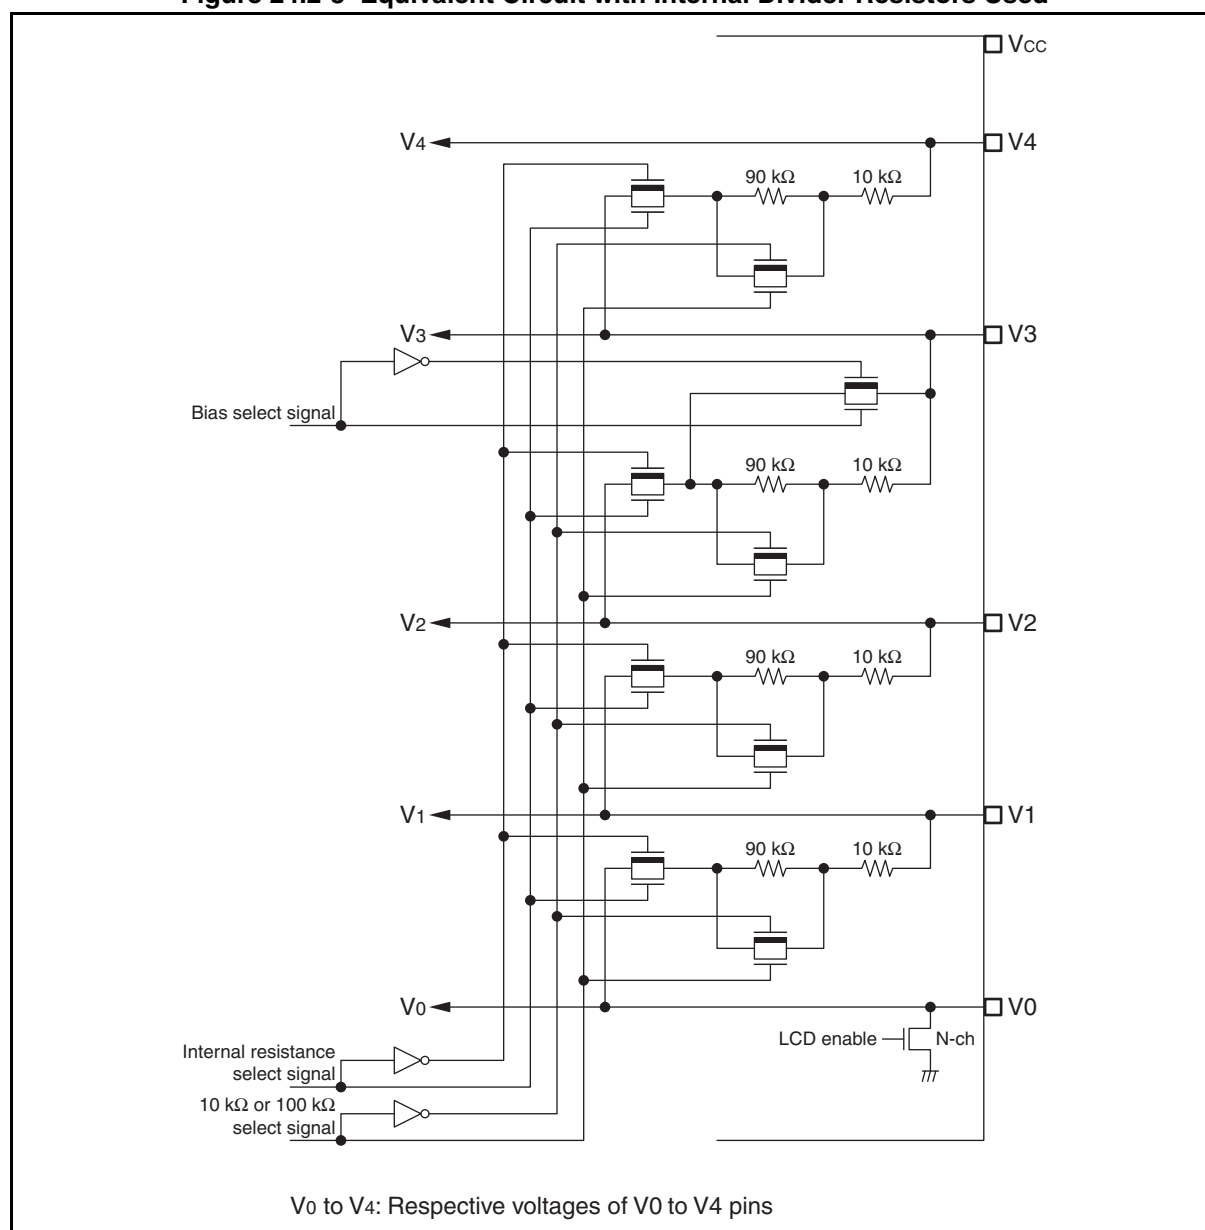 Figure 24.2-3 Equivalent Circuit with Internal Divider Resistors Used
VCC
V4 V4
90 kΩ 10 kΩ
V3 V3
Bias select signal
90 kΩ 10 kΩ
V2 V2
90 kΩ 10 kΩ
V1 V1
90 kΩ 10 kΩ
V0 V0
LCD enable N-ch
Internal resistance
select signal
10 kΩ or 100 kΩ
select signal
V0 to V4: Respective voltages of V0 to V4 pins